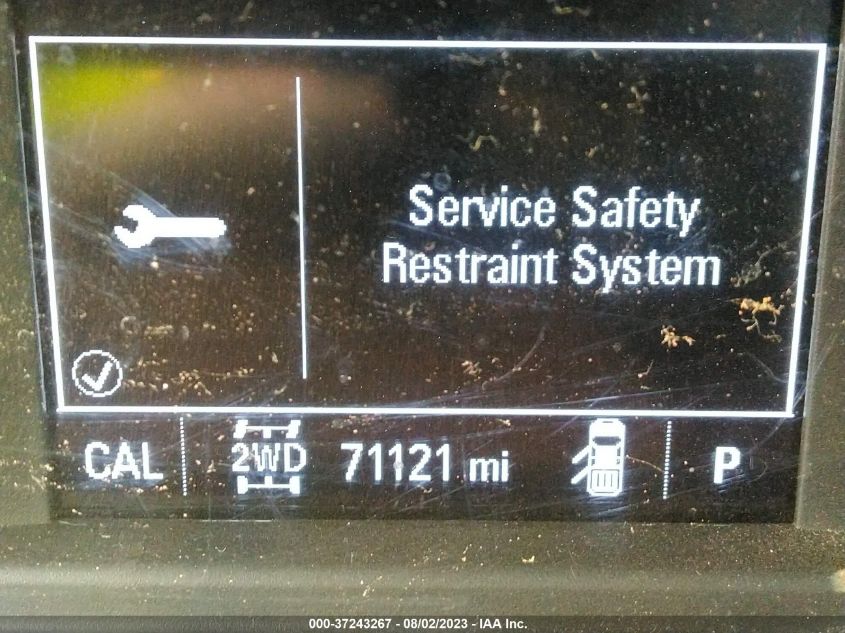 Service Safety
Restraint System
CAL 2WD 71121 mi P
000-37243267 - 08/02/2023 - IAA Inc.